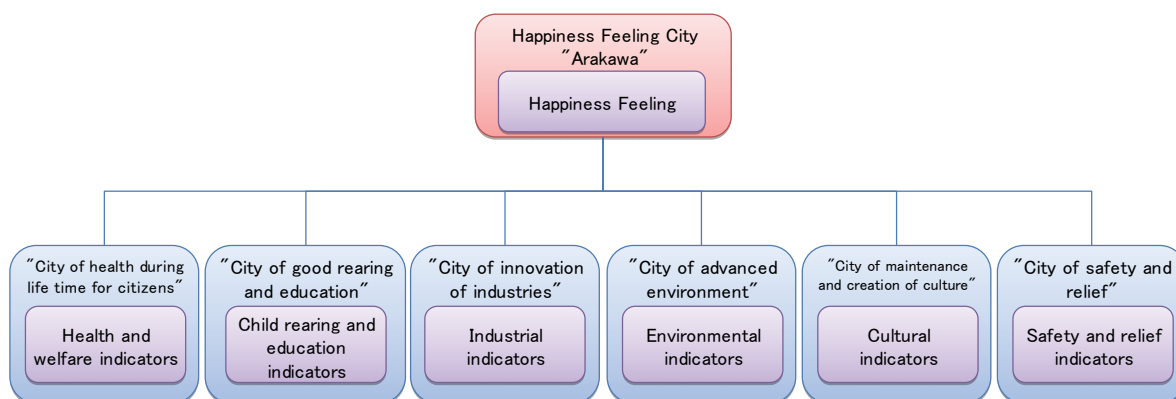 Happiness Feeling City
"Arakawa"
Happiness Feeling
"City of health during
life time for citizens"
Health and
welfare indicators
"City of good rearing
and education"
Child rearing and
education
indicators
"City of innovation
of industries"
Industrial
indicators
"City of advanced
environment"
Environmental
indicators
"City of maintenance
and creation of culture"
Cultural
indicators
"City of safety and
relief"
Safety and relief
indicators